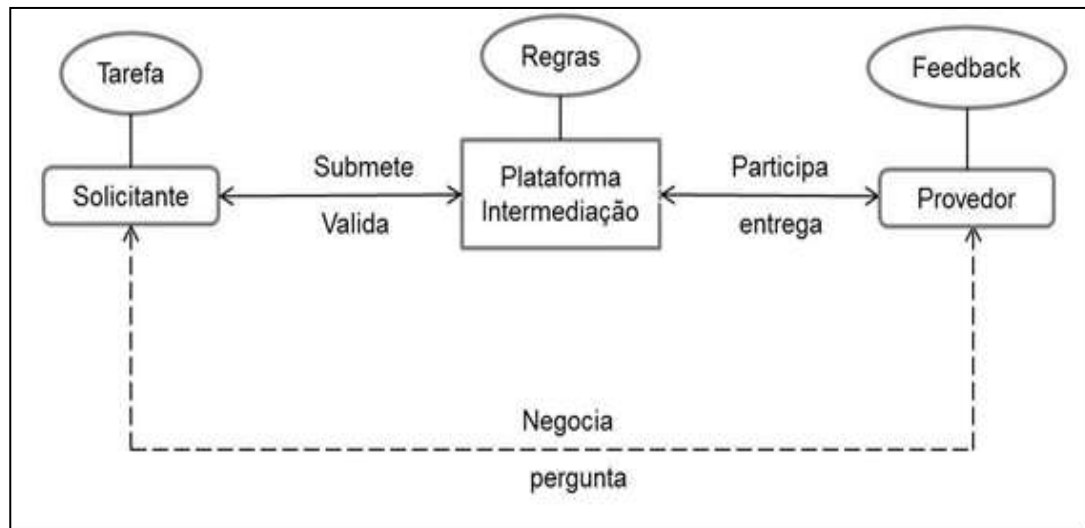 Tarefa
Regras
Feedback
Solicitante
Submete
Valida
Plataforma
Intermediação
Participa
entrega
Provedor
Negocia
pergunta